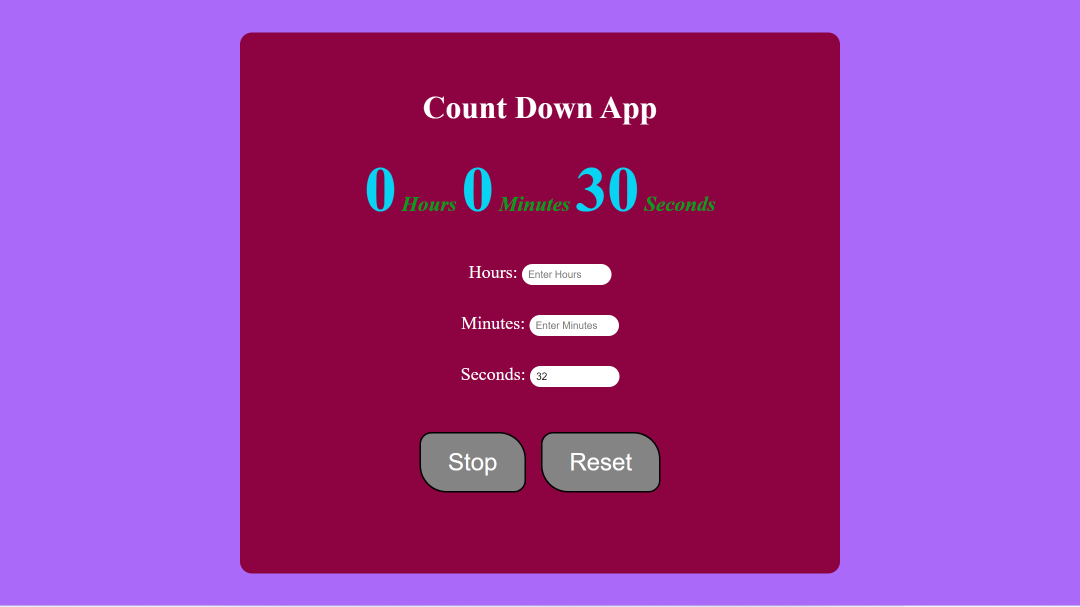 Count Down App
0 Hours 0 Minutes 30 Seconds
Hours: Enter Hours
Minutes: Enter Minutes
Seconds: 32
Stop Reset